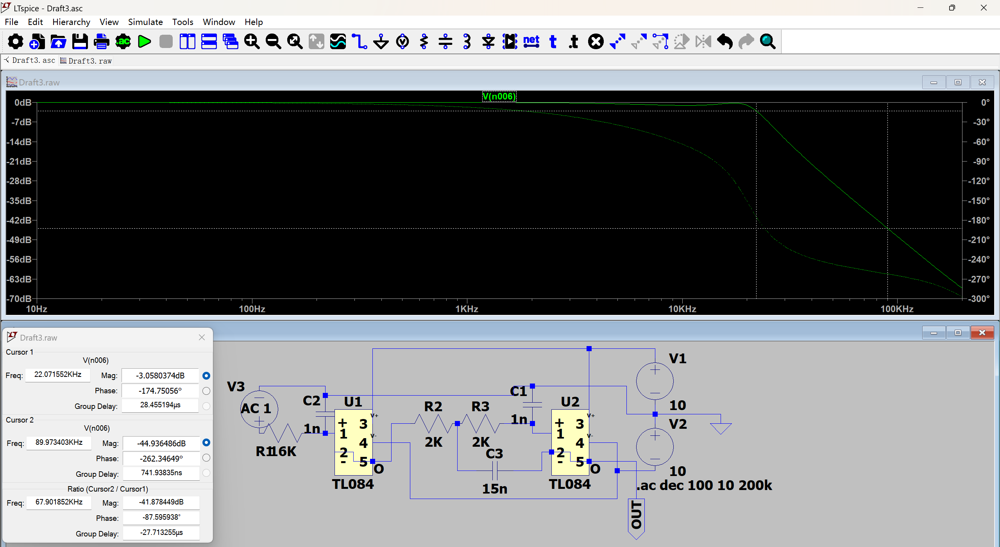 LTspice - Draft3.asc
File Edit Hierarchy View Simulate Tools Window Help
.ac net t .t
Draft3.asc Draft3.raw
Draft3.raw
V(n006)
0dB 0°
-7dB -30°
-14dB -60°
-21dB -90°
-28dB -120°
-35dB -150°
-42dB -180°
-49dB -210°
-56dB -240°
-63dB -270°
-70dB -300°
10Hz 100Hz 1KHz 10KHz 100KHz
Draft3.raw
Cursor 1
V(n006)
Freq: 22.071552KHz Mag: -3.0580374dB
Phase: -174.75056°
Group Delay: 28.455194µs
Cursor 2
V(n006)
Freq: 89.973403KHz Mag: -44.936486dB
Phase: -262.34649°
Group Delay: 741.93835ns
Ratio (Cursor2 / Cursor1)
Freq: 67.901852KHz Mag: -41.878449dB
Phase: -87.595938°
Group Delay: -27.713255µs
V3
AC 1
R1 16K
C2
1n
U1
V+
V-
+ 3
1
4
2
- 5
O
TL084
R2
2K
R3
2K
C3
15n
C1
1n
U2
V+
V-
+ 3
1
4
2
- 5
O
TL084
V1
10
V2
10
.ac dec 100 10 200k
OUT